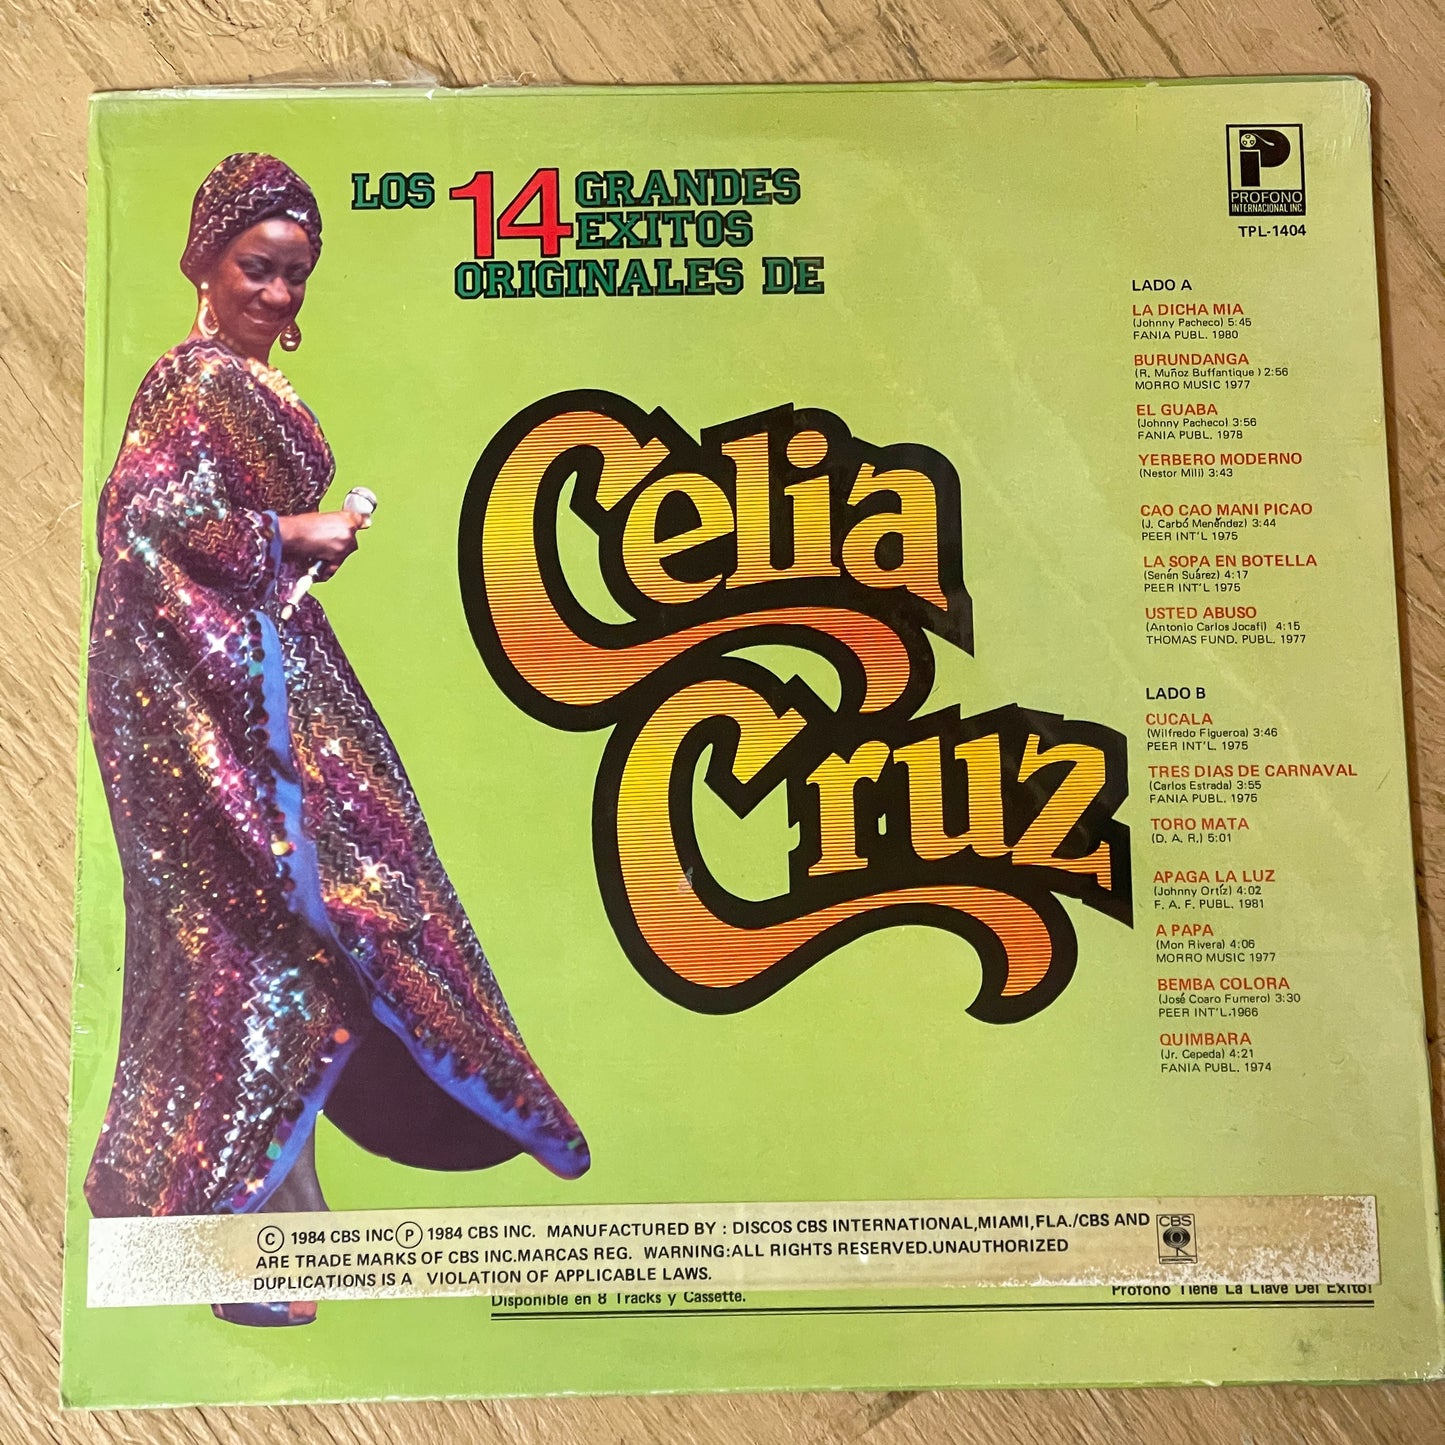 LOS 14 GRANDES
EXITOS
ORIGINALES DE
Celia
Cruz
P
PROFONO
INTERNACIONAL INC.
TPL-1404
LADO A
LA DICHA MIA
(Johnny Pacheco) 5:45
FANIA PUBL. 1980
BURUNDANGA
(R. Muñoz Buffantique) 2:56
MORRO MUSIC 1977
EL GUABA
(Johnny Pacheco) 3:56
FANIA PUBL. 1978
YERBERO MODERNO
(Nestor Mili) 3:43
CAO CAO MANI PICAO
(J. Carbó Menéndez) 3:44
PEER INT'L 1975
LA SOPA EN BOTELLA
(Senén Suárez) 4:17
PEER INT'L 1975
USTED ABUSO
(Antonio Carlos Jocafi) 4:15
THOMAS FUND. PUBL. 1977
LADO B
CUCALA
(Wilfredo Figueroa) 3:46
PEER INT'L. 1975
TRES DIAS DE CARNAVAL
(Carlos Estrada) 3:55
FANIA PUBL. 1975
TORO MATA
(D. A. R.) 5:01
APAGA LA LUZ
(Johnny Ortíz) 4:02
F. A. F. PUBL. 1981
A PAPA
(Mon Rivera) 4:06
MORRO MUSIC 1977
BEMBA COLORA
(José Coaro Fumero) 3:30
PEER INT'L.1966
QUIMBARA
(Jr. Cepeda) 4:21
FANIA PUBL. 1974
© 1984 CBS INC Ⓟ 1984 CBS INC. MANUFACTURED BY : DISCOS CBS INTERNATIONAL,MIAMI,FLA./CBS AND CBS
ARE TRADE MARKS OF CBS INC.MARCAS REG. WARNING:ALL RIGHTS RESERVED.UNAUTHORIZED
DUPLICATIONS IS A VIOLATION OF APPLICABLE LAWS.
Disponible en 8 Tracks y Cassette.
Profono Tiene La Llave Del Exito!